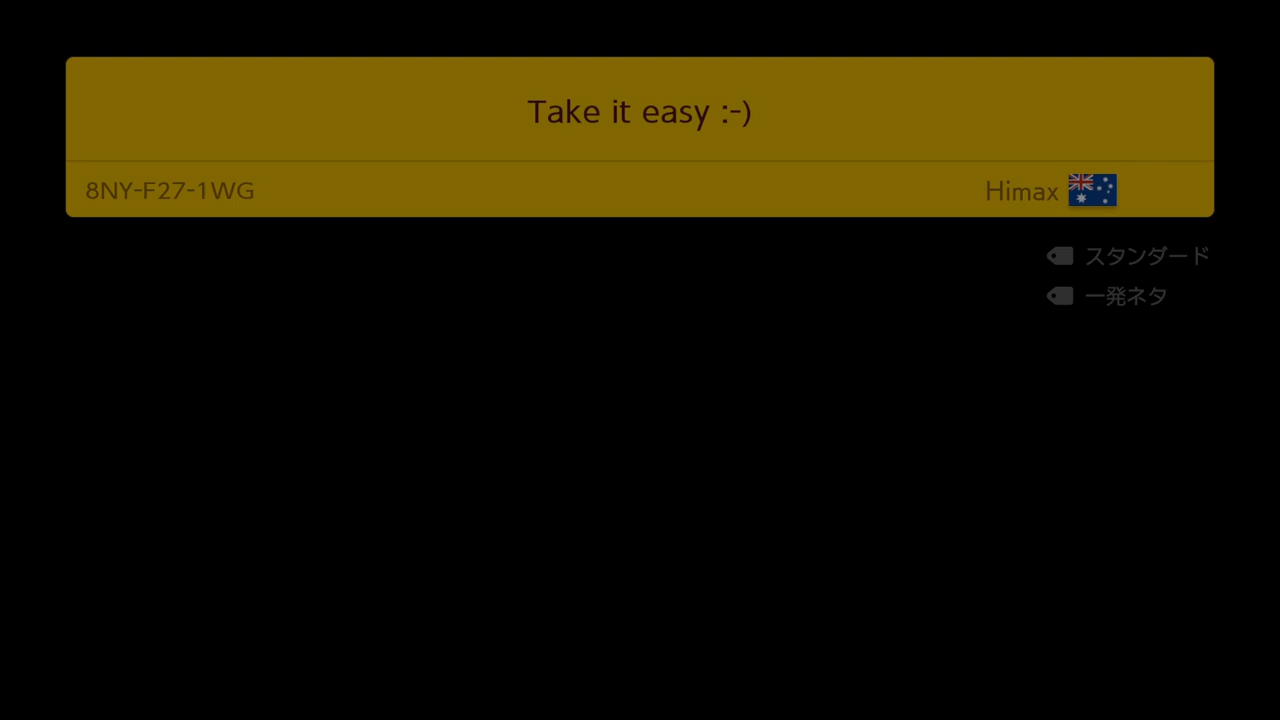 Take it easy :-)
8NY-F27-1WG
Himax
スタンダード
一発ネタ